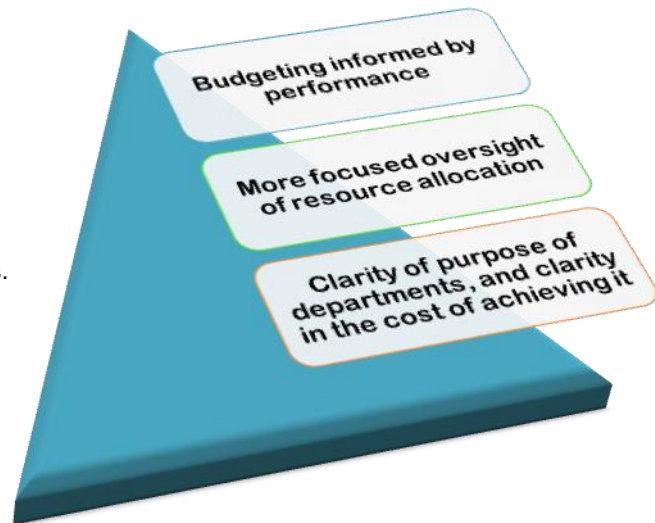 Budgeting informed by
performance
More focused oversight
of resource allocation
Clarity of purpose of
departments, and clarity
in the cost of achieving it